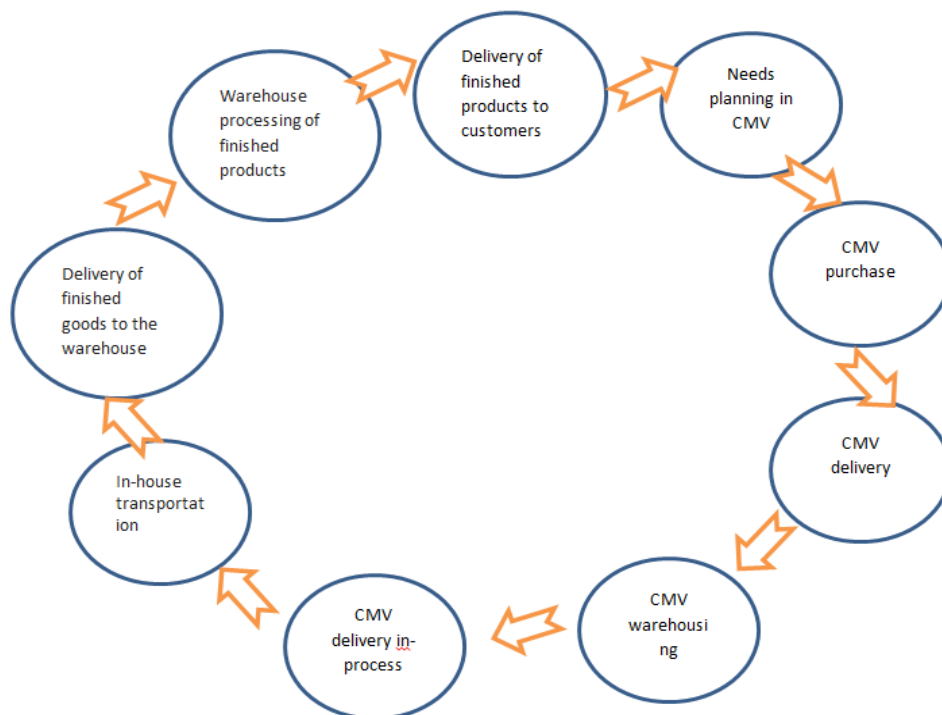 Delivery of
finished
products to
customers
Needs
planning in
CMV
CMV
purchase
CMV
delivery
CMV
warehousi
ng
CMV
delivery in-
process
In-house
transportat
ion
Delivery of
finished
goods to the
warehouse
Warehouse
processing of
finished
products